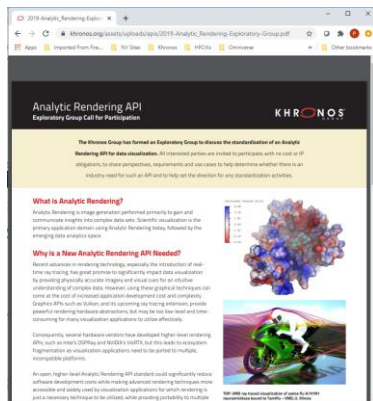 2019-Analytic_Rendering-Explor
khronos.org/assets/uploads/apis/2019-Analytic_Rendering-Exploratory-Group.pdf
Apps
Imported From Fire...
NV Sites
Khronos
HPCVis
Omniverse
Other bookmarks
Analytic Rendering API
Exploratory Group Call for Participation
KHRONOS
GROUP
The Khronos Group has formed an Exploratory Group to discuss the standardization of an Analytic
Rendering API for data visualization. All interested parties are invited to participate, with no cost or IP
obligations, to share perspectives, requirements and use cases to help determine whether there is an
industry need for such an API and to help set the direction for any standardization activities.
What is Analytic Rendering?
Analytic Rendering is image generation performed primarily to gain and
communicate insights into complex data sets. Scientific visualization is the
primary application domain using Analytic Rendering today, followed by the
emerging data analytics space.
Why is a New Analytic Rendering API Needed?
Recent advances in rendering technology, especially the introduction of real-
time ray tracing, has great promise to significantly impact data visualization
by providing physically accurate imagery and visual cues for an intuitive
understanding of complex data. However, using these graphical techniques can
come at the cost of increased application development cost and complexity.
Graphics APIs such as Vulkan, and its upcoming ray tracing extension, provide
powerful rendering hardware abstractions, but may be too low level and time-
consuming for many visualization applications to utilize effectively.
Consequently, several hardware vendors have developed higher-level rendering
APIs, such as Intel's OSPRay and NVIDIA's VisRTX, but this leads to ecosystem
fragmentation as visualization applications need to be ported to multiple
incompatible platforms.
An open, higher-level Analytic Rendering API standard could significantly reduce
software development costs while making advanced rendering techniques more
accessible and widely used by visualization applications for which rendering is
just a necessary technique to be utilized, while providing portability to multiple